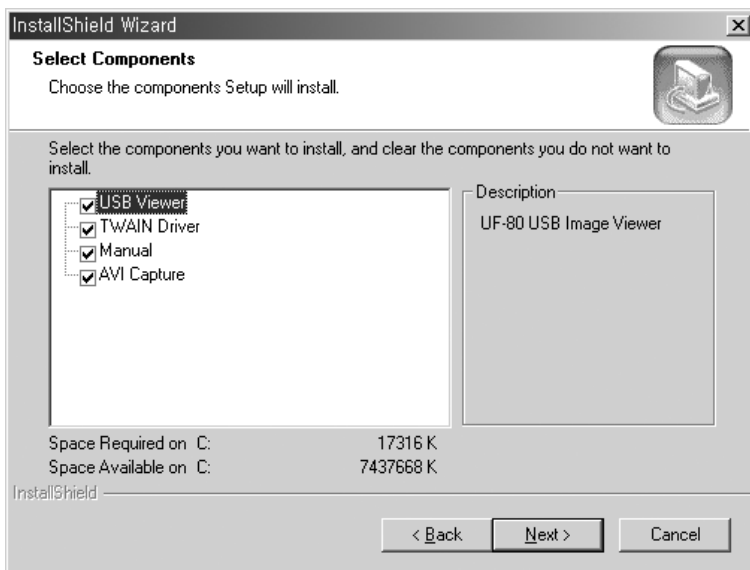 InstallShield Wizard
Select Components
Choose the components Setup will install.
Select the components you want to install, and clear the components you do not want to
install.
USB Viewer
TWAIN Driver
Manual
AVI Capture
Description
UF-80 USB Image Viewer
Space Required on C: 17316 K
Space Available on C: 7437668 K
InstallShield
< Back Next > Cancel